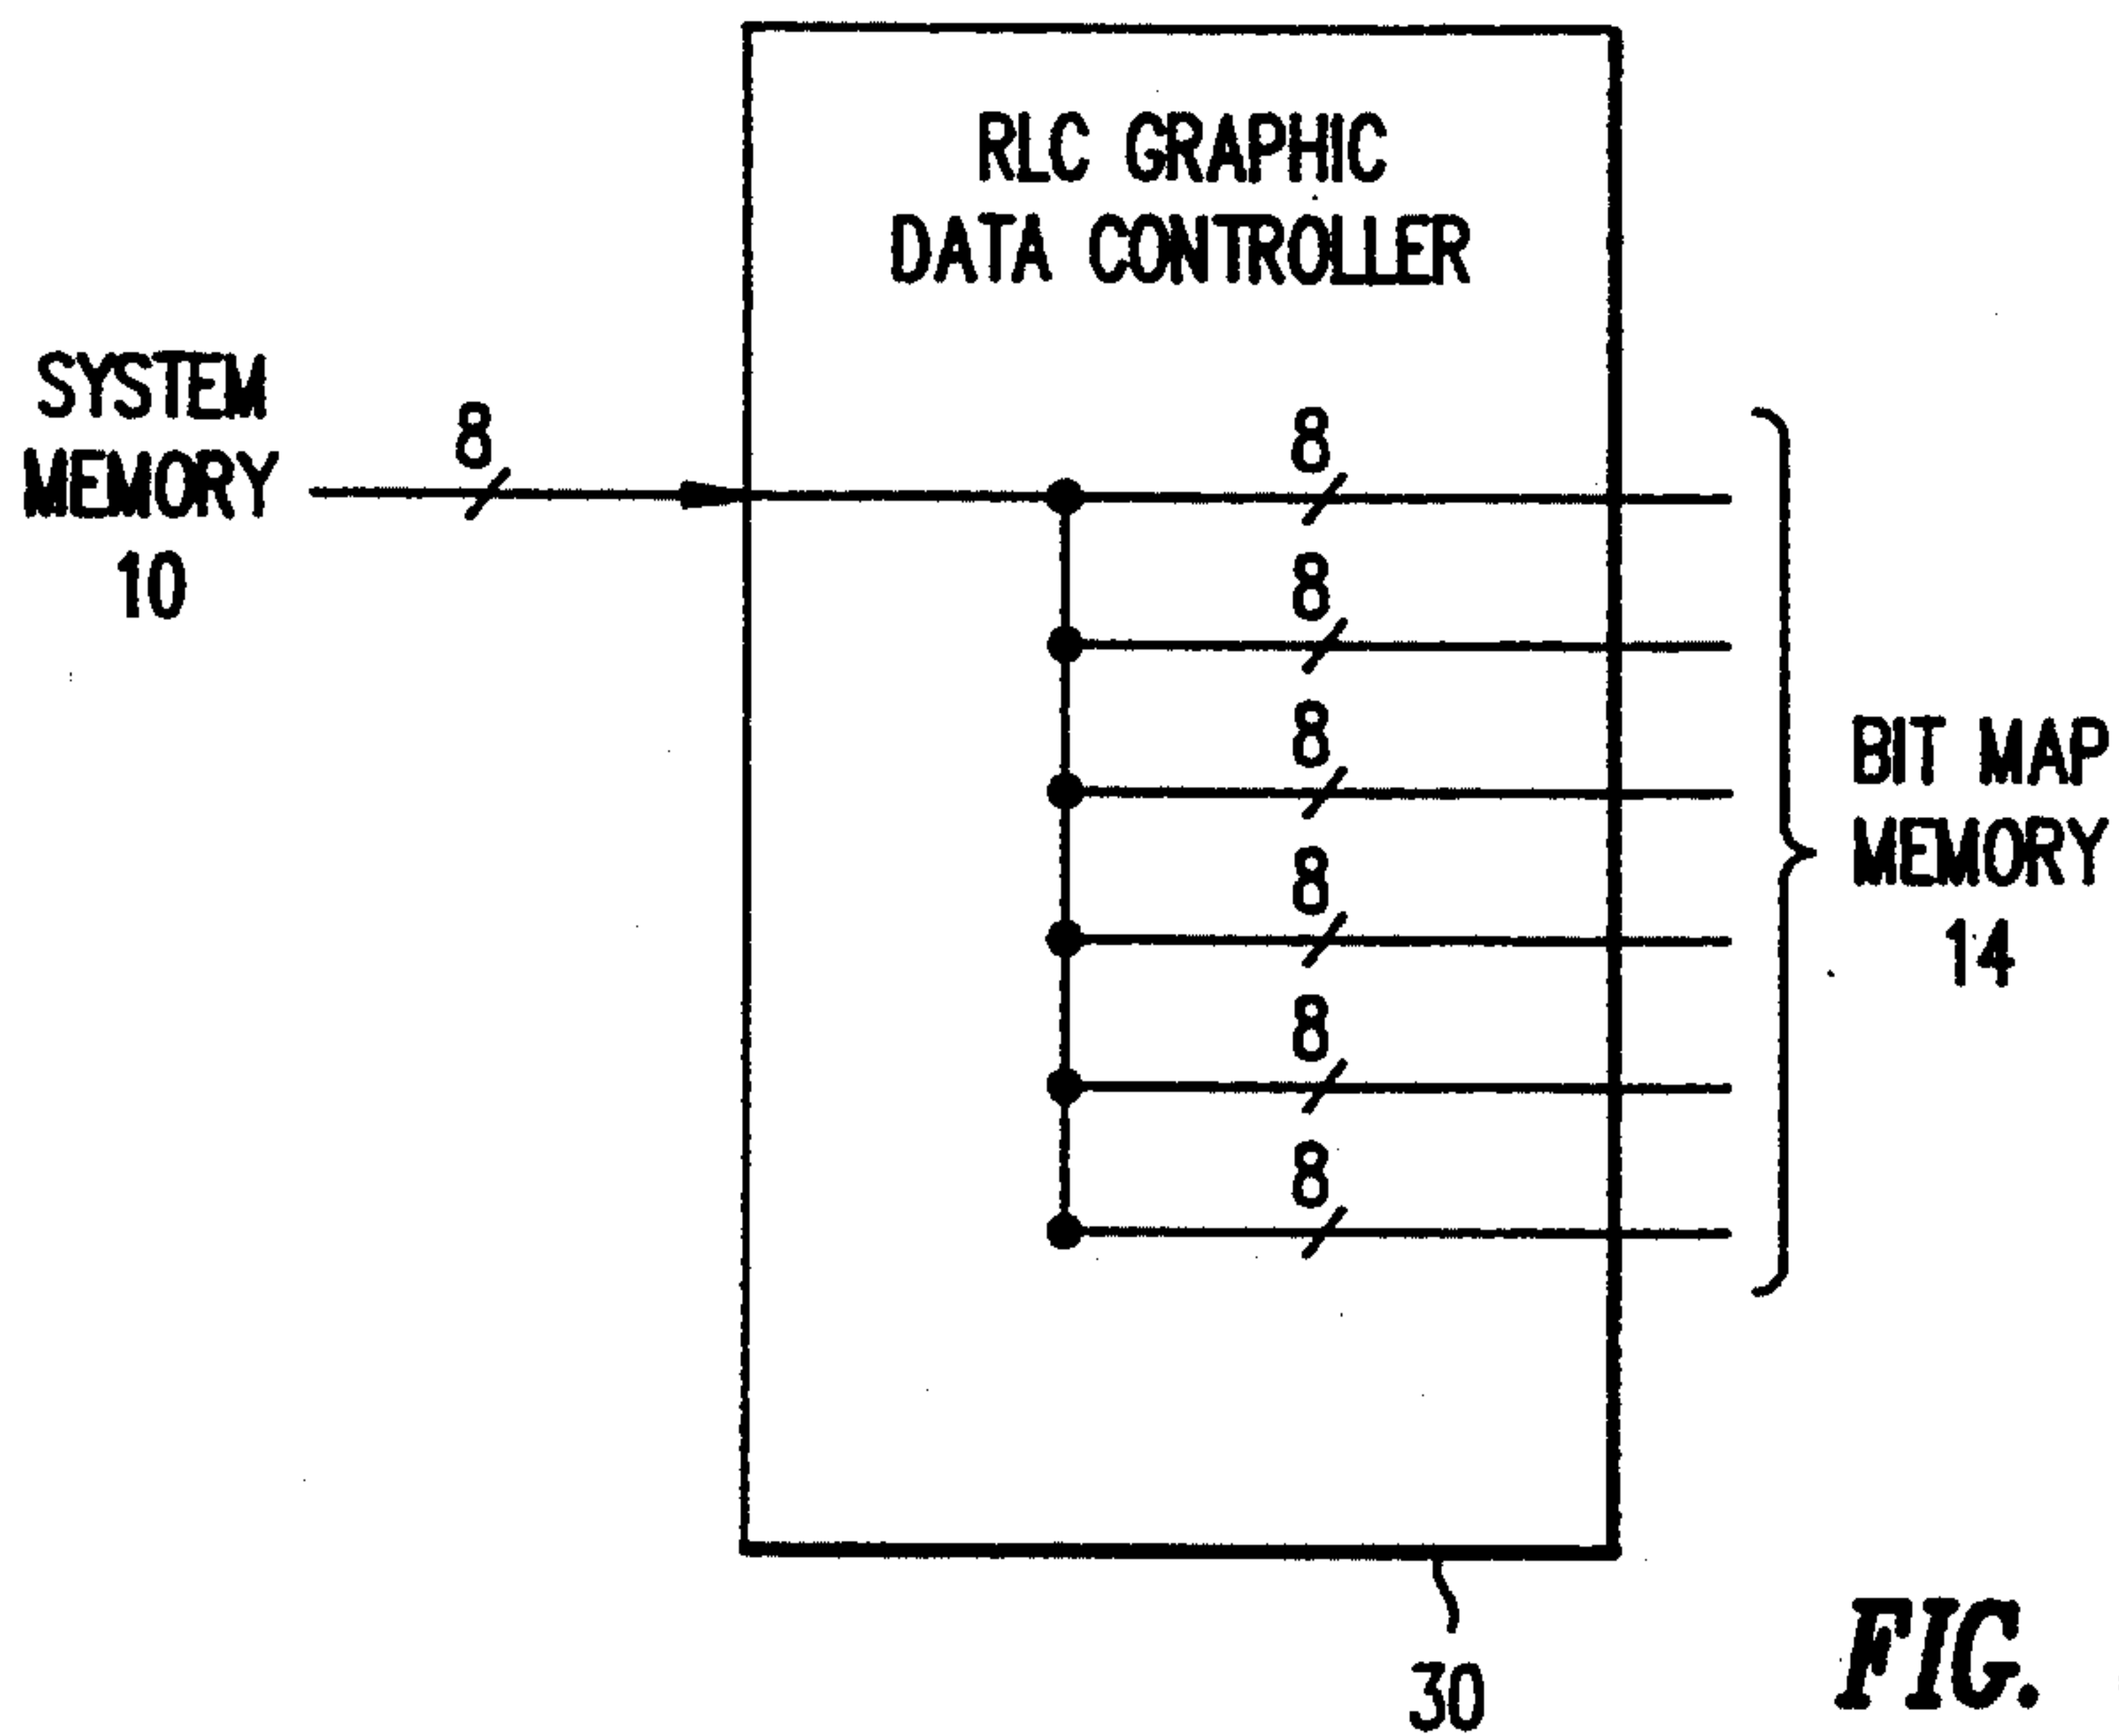 RLC GRAPHIC
DATA CONTROLLER
SYSTEM
MEMORY
10
8
8
8
8
8
8
8
BIT MAP
MEMORY
14
30
FIG.